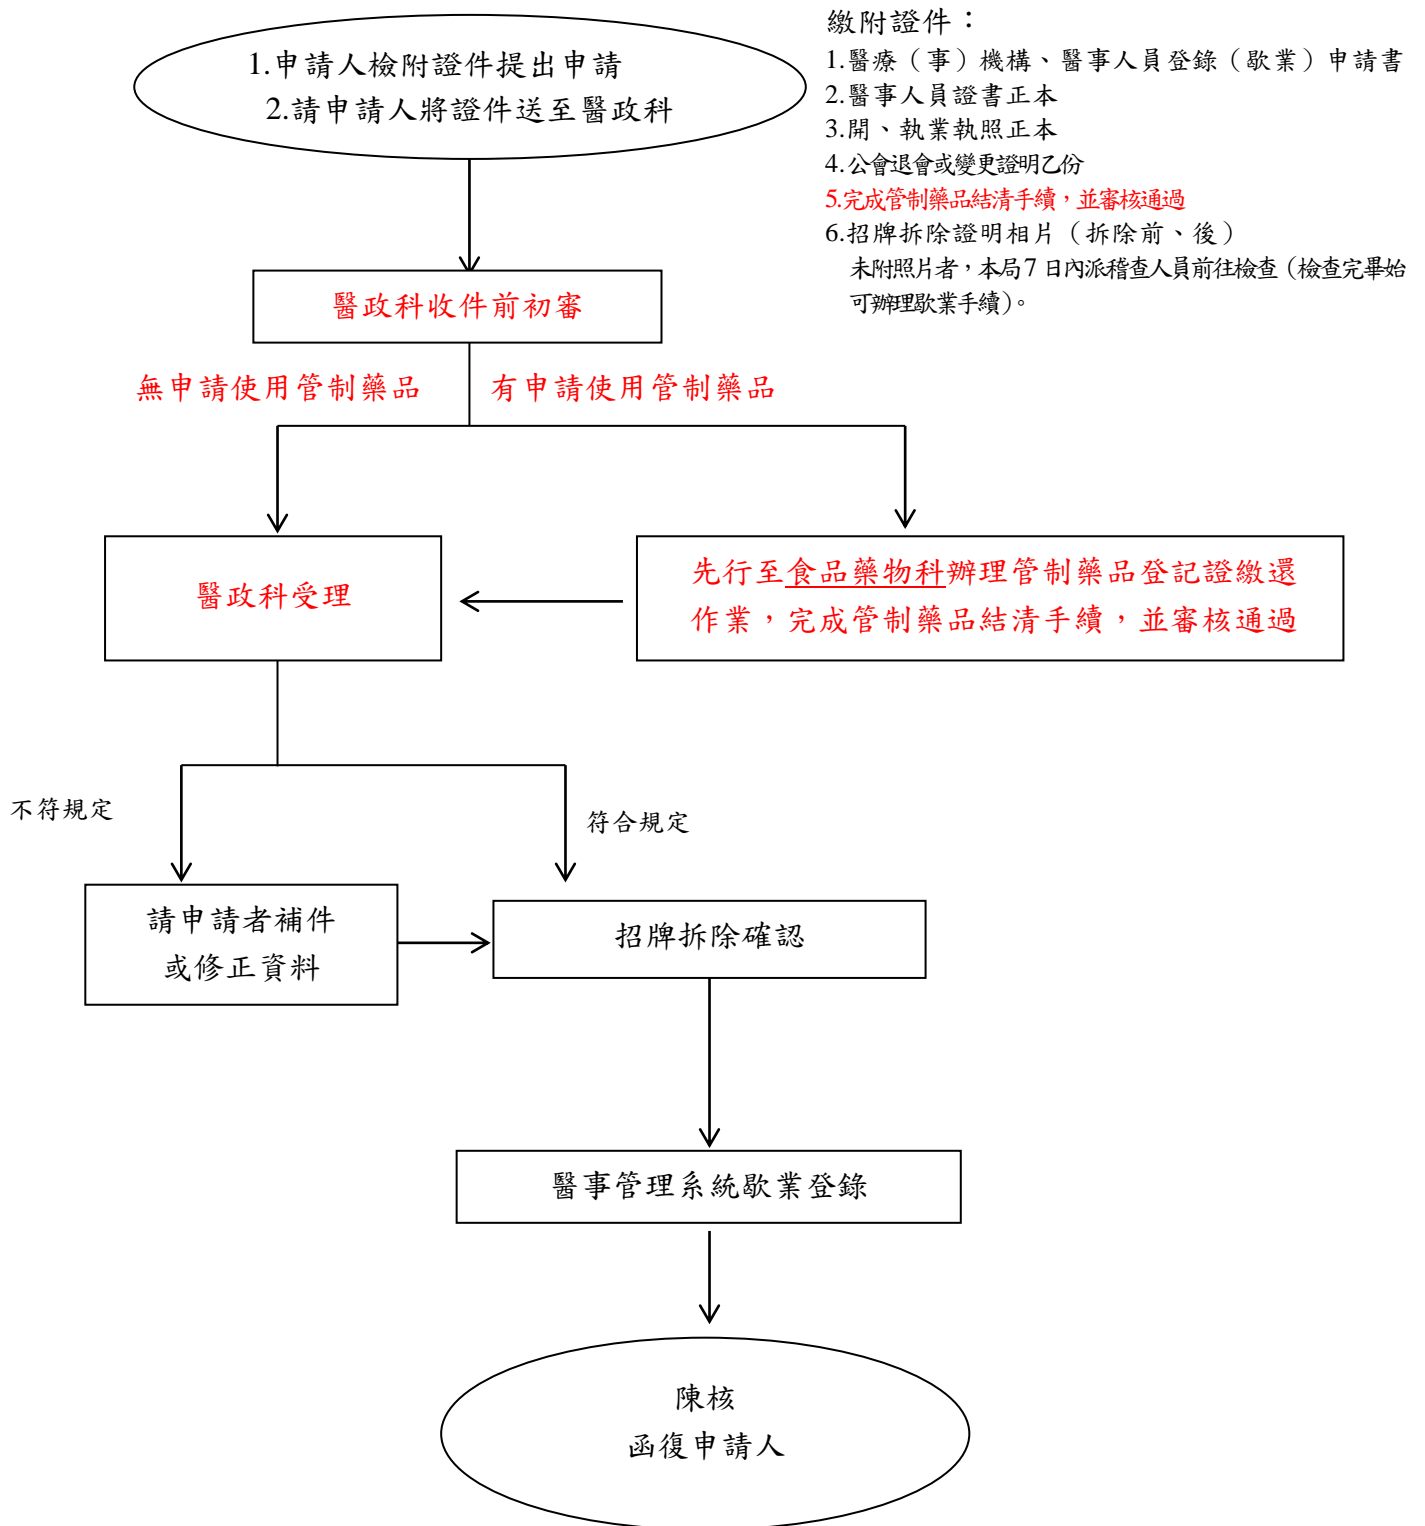 1.申請人檢附證件提出申請
2.請申請人將證件送至醫政科
繳附證件：
1.醫療（事）機構、醫事人員登錄（歇業）申請書
2.醫事人員證書正本
3.開、執業執照正本
4.公會退會或變更證明乙份
5.完成管制藥品結清手續，並審核通過
6.招牌拆除證明相片（拆除前、後）
未附照片者，本局7日內派稽查人員前往檢查（檢查完畢始
可辦理歇業手續）。
醫政科收件前初審
無申請使用管制藥品
有申請使用管制藥品
醫政科受理
先行至食品藥物科辦理管制藥品登記證繳還
作業，完成管制藥品結清手續，並審核通過
不符規定
符合規定
請申請者補件
或修正資料
招牌拆除確認
醫事管理系統歇業登錄
陳核
函復申請人